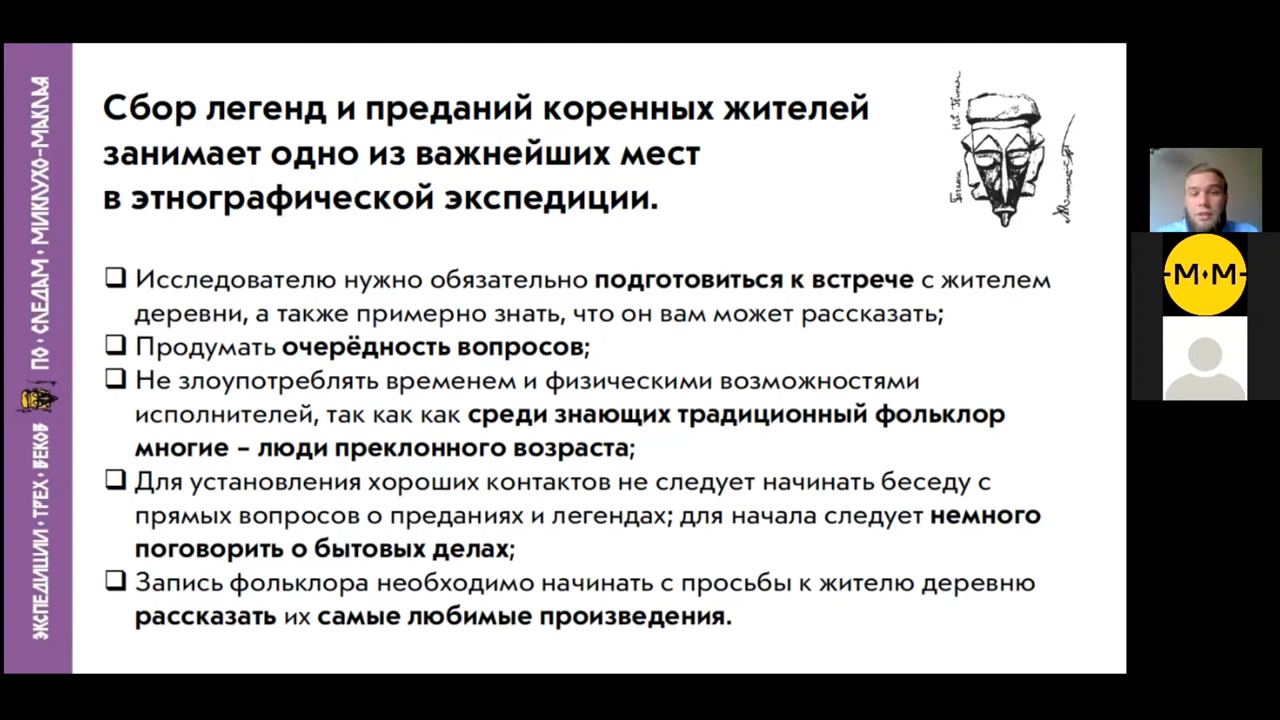 Сбор легенд и преданий коренных жителей
занимает одно из важнейших мест
в этнографической экспедиции.
Исследователю нужно обязательно подготовиться к встрече с жителем
деревни, а также примерно знать, что он вам может рассказать;
Продумать очерёдность вопросов;
Не злоупотреблять временем и физическими возможностями
исполнителей, так как как среди знающих традиционный фольклор
многие – люди преклонного возраста;
Для установления хороших контактов не следует начинать беседу с
прямых вопросов о преданиях и легендах; для начала следует немного
поговорить о бытовых делах;
Запись фольклора необходимо начинать с просьбы к жителю деревню
рассказать их самые любимые произведения.
ЭКСПЕДИЦИИ • ТРЕХ • ВЕКОВ
ПО • СЛЕДАМ • МИКЛУХО-МАКЛАЯ
-М•М-